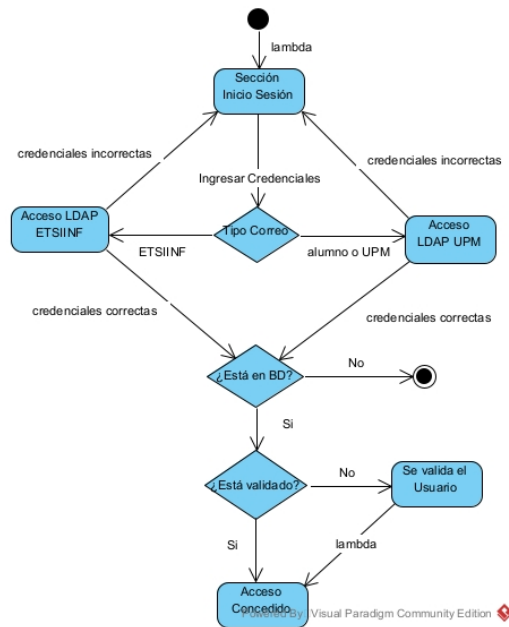 lambda
Sección
Inicio Sesión
credenciales incorrectas
credenciales incorrectas
Ingresar Credenciales
Acceso LDAP
ETSIINF
Tipo Correo
Acceso
LDAP UPM
ETSIINF
alumno o UPM
credenciales correctas
credenciales correctas
¿Está en BD?
No
Si
¿Está validado?
No
Se valida el
Usuario
Si
lambda
Acceso
Concedido
Powered By: Visual Paradigm Community Edition